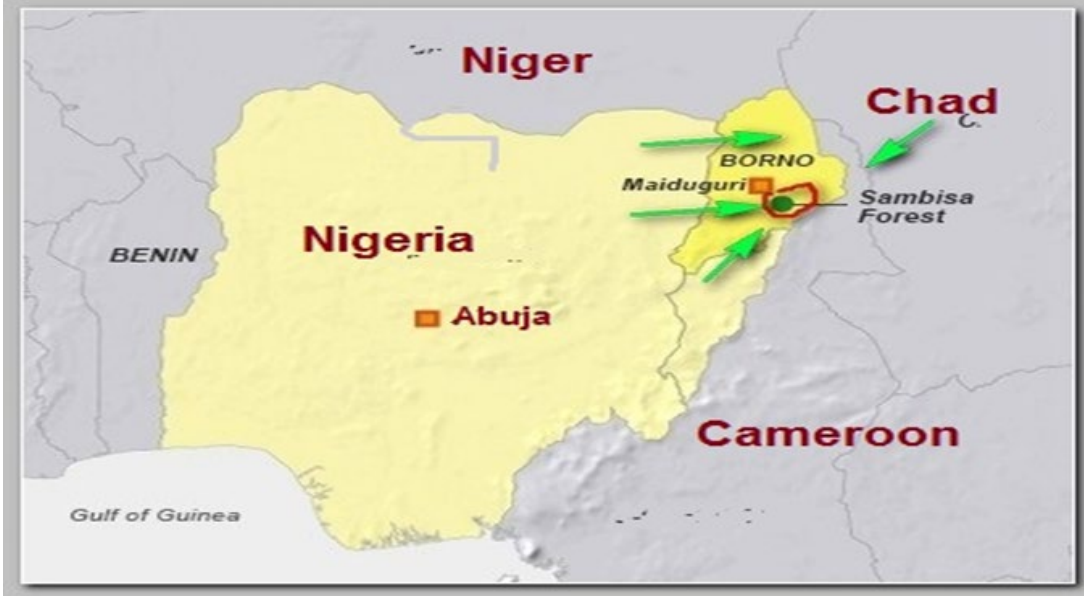 Niger
Chad
BORNO
Maiduguri
Sambisa
Forest
Nigeria
BENIN
Abuja
Cameroon
Gulf of Guinea